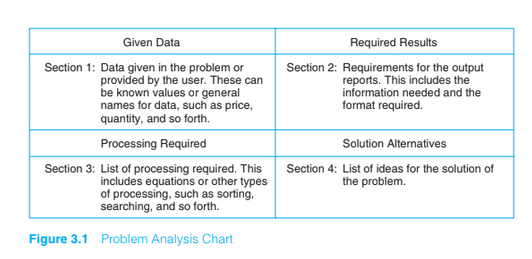 Given Data
Required Results
Section 1: Data given in the problem or
provided by the user. These can
be known values or general
names for data, such as price,
quantity, and so forth.
Section 2: Requirements for the output
reports. This includes the
information needed and the
format required.
Processing Required
Solution Alternatives
Section 3: List of processing required. This
includes equations or other types
of processing, such as sorting,
searching, and so forth.
Section 4: List of ideas for the solution of
the problem.
Figure 3.1 Problem Analysis Chart